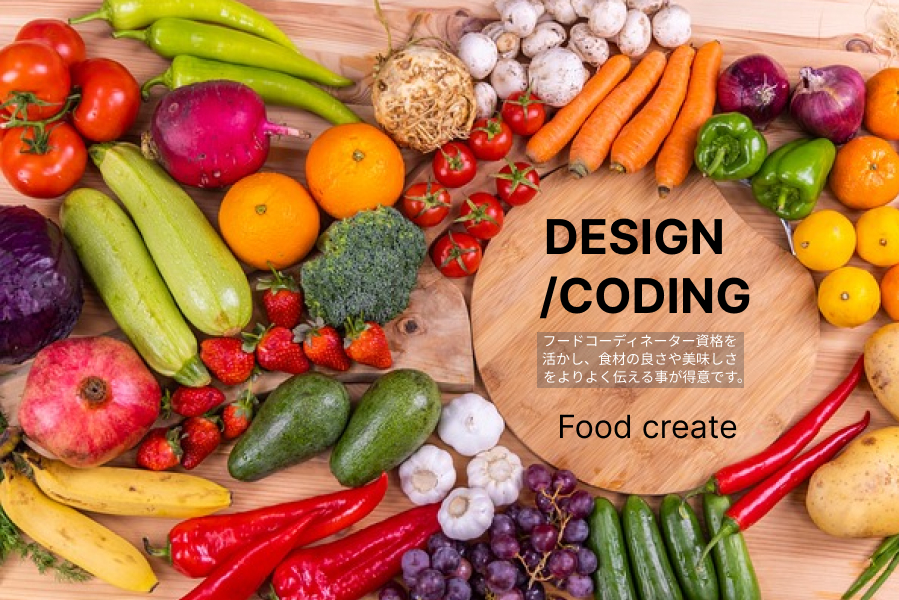 DESIGN
/CODING
フードコーディネーター資格を
活かし、食材の良さや美味しさ
をよりよく伝える事が得意です。
Food create